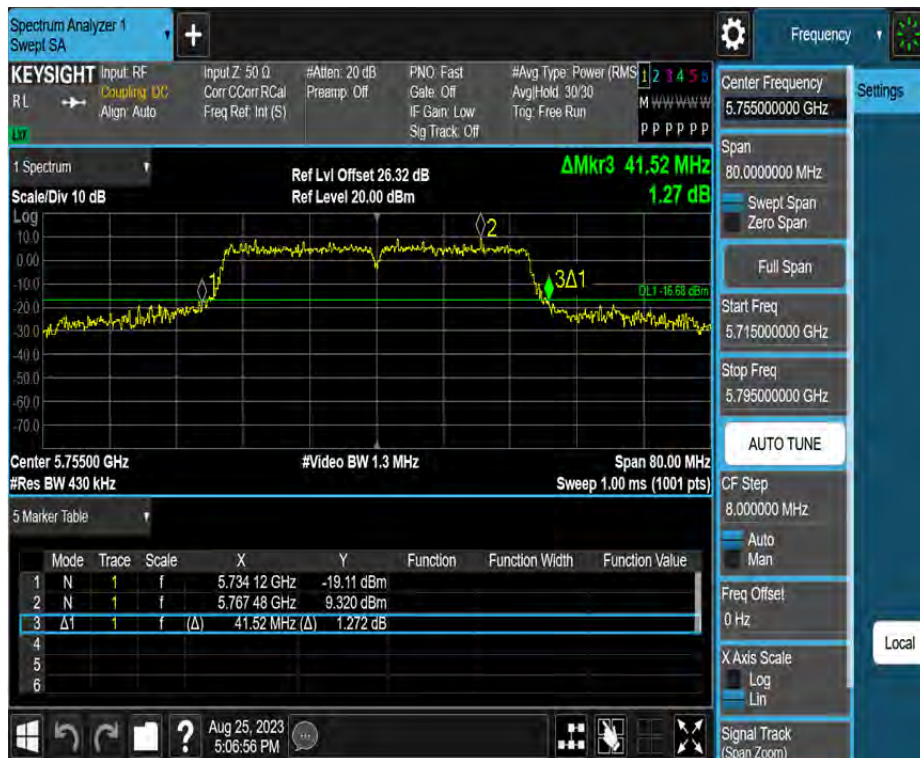 Spectrum Analyzer 1
Swept SA
+
Frequency
KEYSIGHT
RL
LXI
Input: RF
Coupling: DC
Align: Auto
Input Z: 50 Ω
Corr CCorr RCal
Freq Ref: Int (S)
#Atten: 20 dB
Preamp: Off
PNO: Fast
Gate: Off
IF Gain: Low
Sig Track: Off
#Avg Type: Power (RMS
Avg|Hold: 30/30
Trig: Free Run
1 2 3 4 5 6
M W W W W W
P P P P P P
1 Spectrum
Scale/Div 10 dB
Ref Lvl Offset 26.32 dB
Ref Level 20.00 dBm
ΔMkr3 41.52 MHz
1.27 dB
Log
10.0
0.00
-10.0
-20.0
-30.0
-40.0
-50.0
-60.0
-70.0
1
2
3Δ1
DL1 -16.68 dBm
Center 5.75500 GHz
#Res BW 430 kHz
#Video BW 1.3 MHz
Span 80.00 MHz
Sweep 1.00 ms (1001 pts)
5 Marker Table
Mode Trace Scale X Y Function Function Width Function Value
1 N 1 f 5.734 12 GHz -19.11 dBm
2 N 1 f 5.767 48 GHz 9.320 dBm
3 Δ1 1 f (Δ) 41.52 MHz (Δ) 1.272 dB
4
5
6
?
Aug 25, 2023
5:06:56 PM
Center Frequency
5.755000000 GHz
Span
80.0000000 MHz
Swept Span
Zero Span
Full Span
Start Freq
5.715000000 GHz
Stop Freq
5.795000000 GHz
AUTO TUNE
CF Step
8.000000 MHz
Auto
Man
Freq Offset
0 Hz
X Axis Scale
Log
Lin
Signal Track
(Span Zoom)
Settings
Local